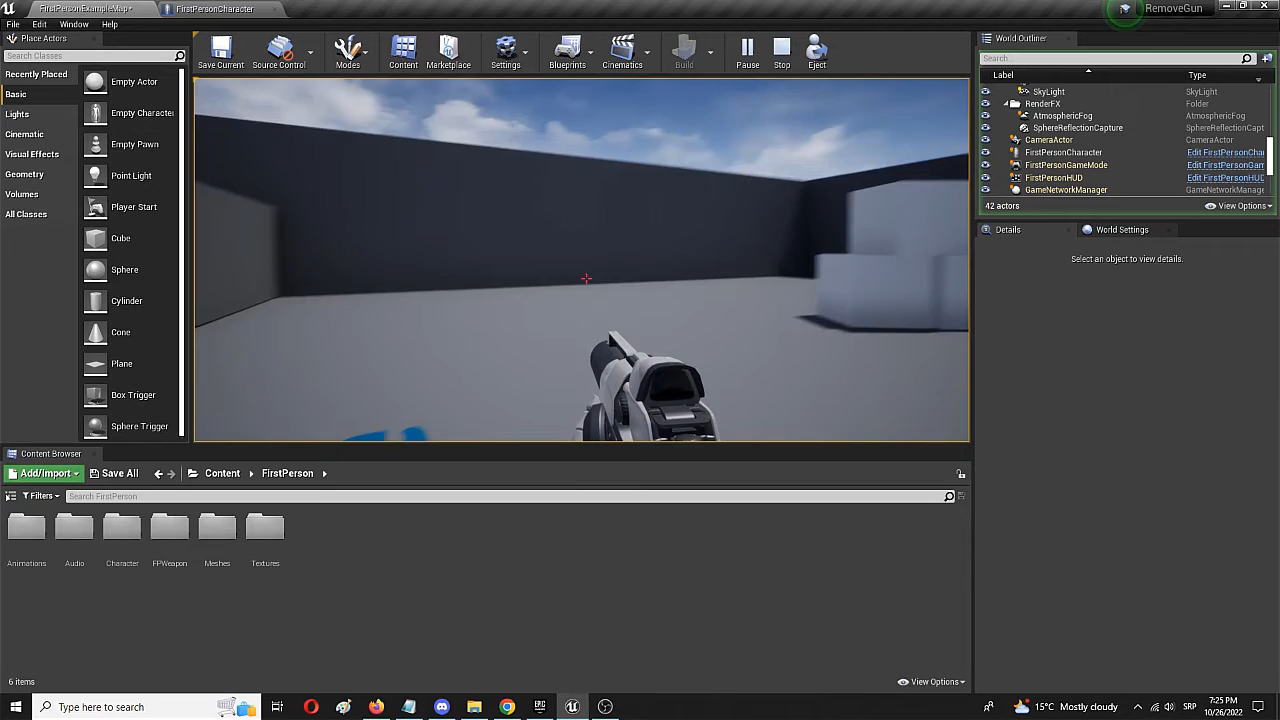 FirstPersonExampleMap*
FirstPersonCharacter
RemoveGun
File Edit Window Help
Place Actors
Search Classes
Recently Placed
Basic
Lights
Cinematic
Visual Effects
Geometry
Volumes
All Classes
Empty Actor
Empty Character
Empty Pawn
Point Light
Player Start
Cube
Sphere
Cylinder
Cone
Plane
Box Trigger
Sphere Trigger
Save Current
Source Control
Modes
Content
Marketplace
Settings
Blueprints
Cinematics
Build
Pause
Stop
Eject
World Outliner
Search...
Label Type
SkyLight SkyLight
RenderFX Folder
AtmosphericFog AtmosphericFog
SphereReflectionCapture SphereReflectionCapt
CameraActor CameraActor
FirstPersonCharacter Edit FirstPersonCha
FirstPersonGameMode Edit FirstPersonGam
FirstPersonHUD Edit FirstPersonHUD
GameNetworkManager GameNetworkManage
42 actors
View Options
Details
World Settings
Select an object to view details.
Content Browser
Add/Import
Save All
Content
FirstPerson
Filters
Search FirstPerson
Animations
Audio
Character
FPWeapon
Meshes
Textures
6 items
View Options
Type here to search
15°C Mostly cloudy
SRP
7:25 PM
10/26/2022